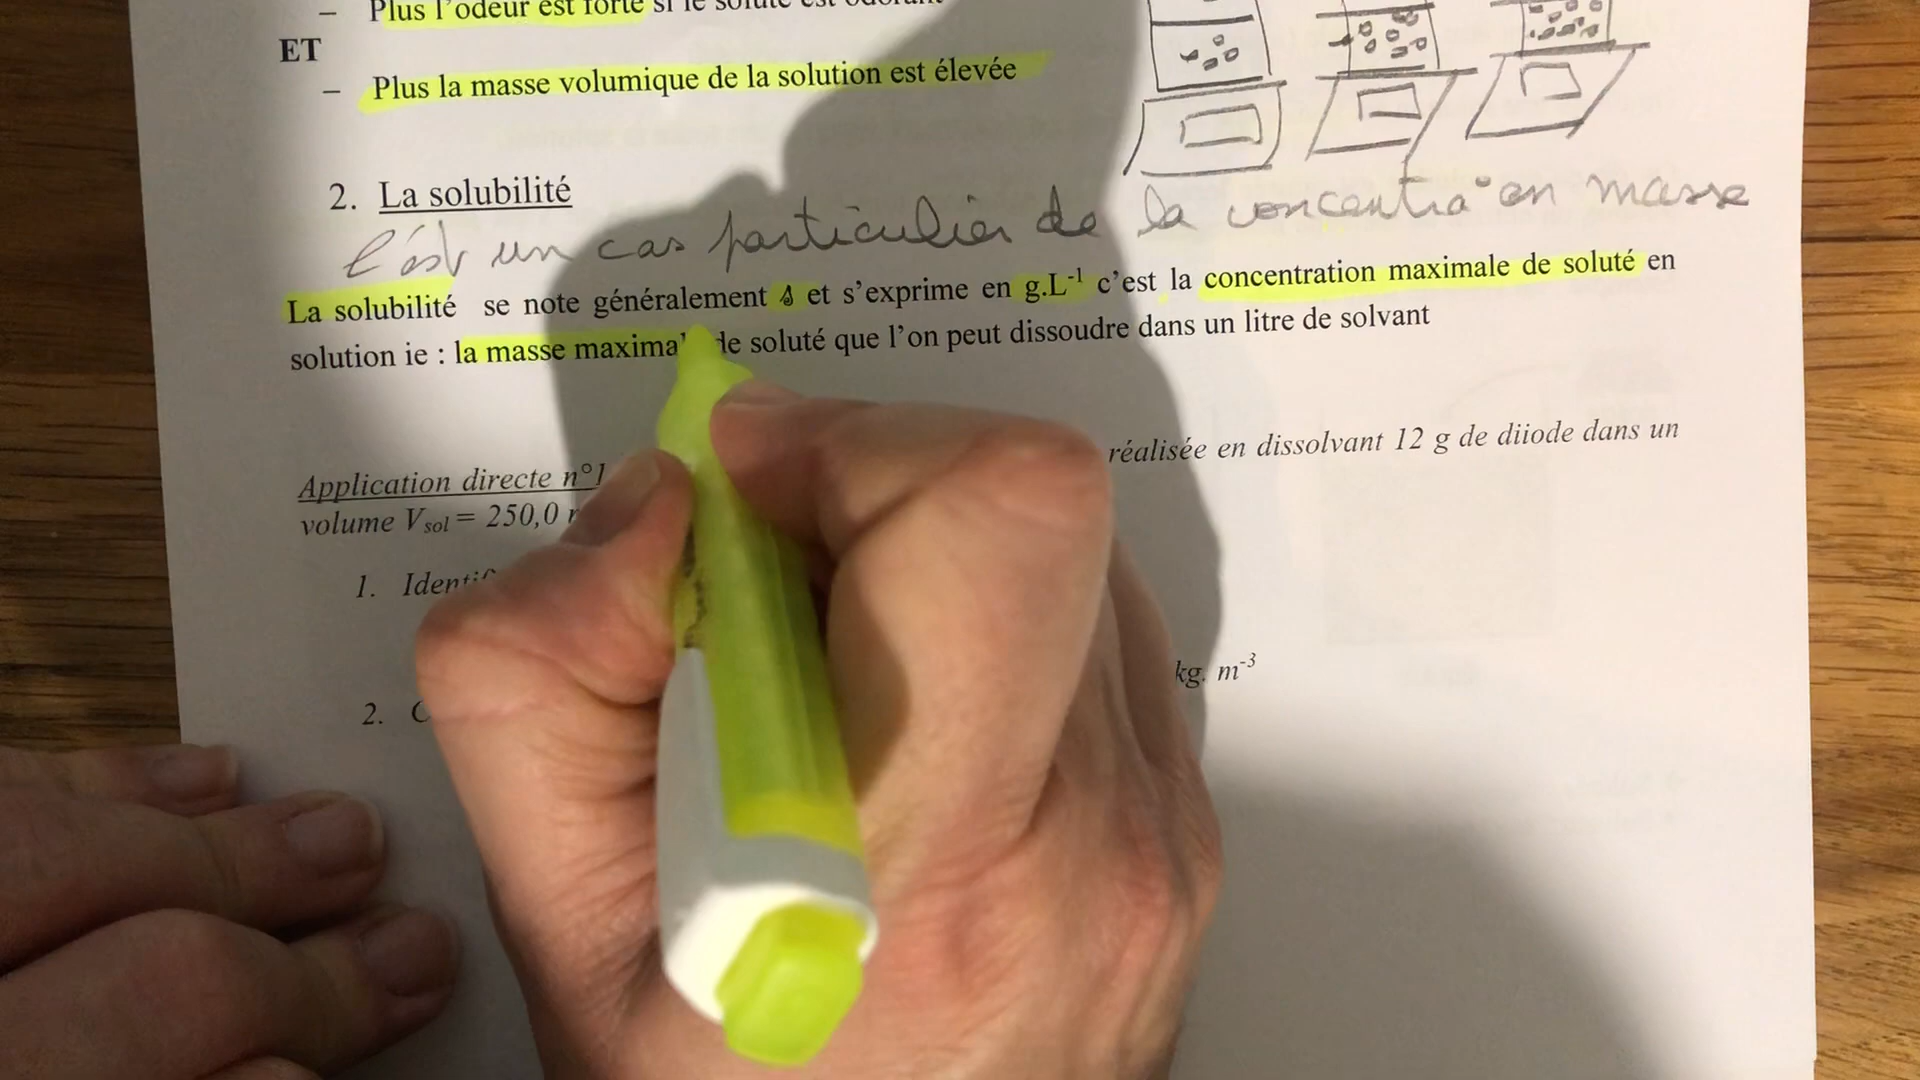 – Plus l'odeur est forte si le soluté est odorant
ET
– Plus la masse volumique de la solution est élevée
2. La solubilité
C'est un cas particulier de la concentra° en masse
La solubilité se note généralement s et s'exprime en g.L-1 c'est la concentration maximale de soluté en
solution ie : la masse maximal de soluté que l'on peut dissoudre dans un litre de solvant
Application directe n°1 réalisée en dissolvant 12 g de diiode dans un
volume Vsol = 250,0
1. Identif
kg. m-3
2. C